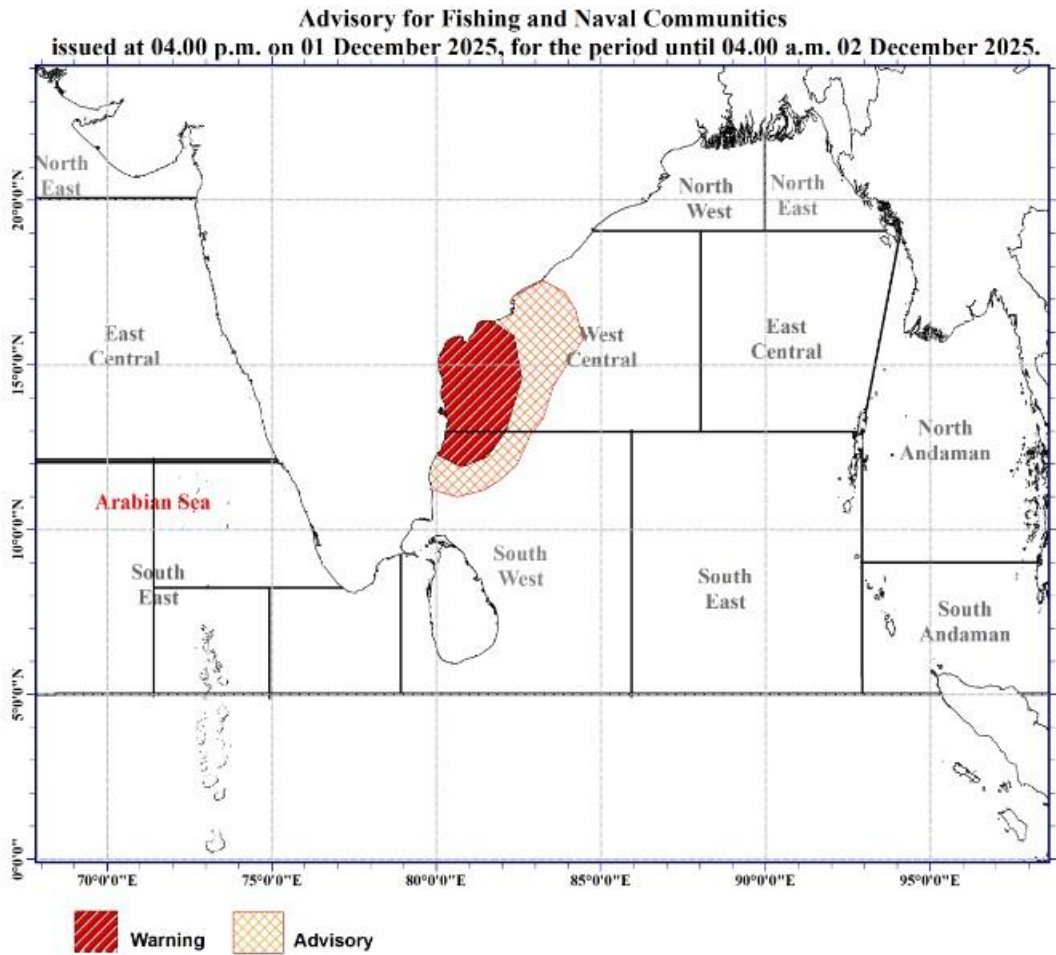 Advisory for Fishing and Naval Communities
issued at 04.00 p.m. on 01 December 2025, for the period until 04.00 a.m. 02 December 2025.
North
East
North
West
North
East
20°0'0"N
East
Central
West
Central
East
Central
15°0'0"N
North
Andaman
Arabian Sea
10°0'0"N
South
East
South
West
South
East
South
Andaman
5°0'0"N
0°0'0"
70°0'0"E
75°0'0"E
80°0'0"E
85°0'0"E
90°0'0"E
95°0'0"E
Warning
Advisory